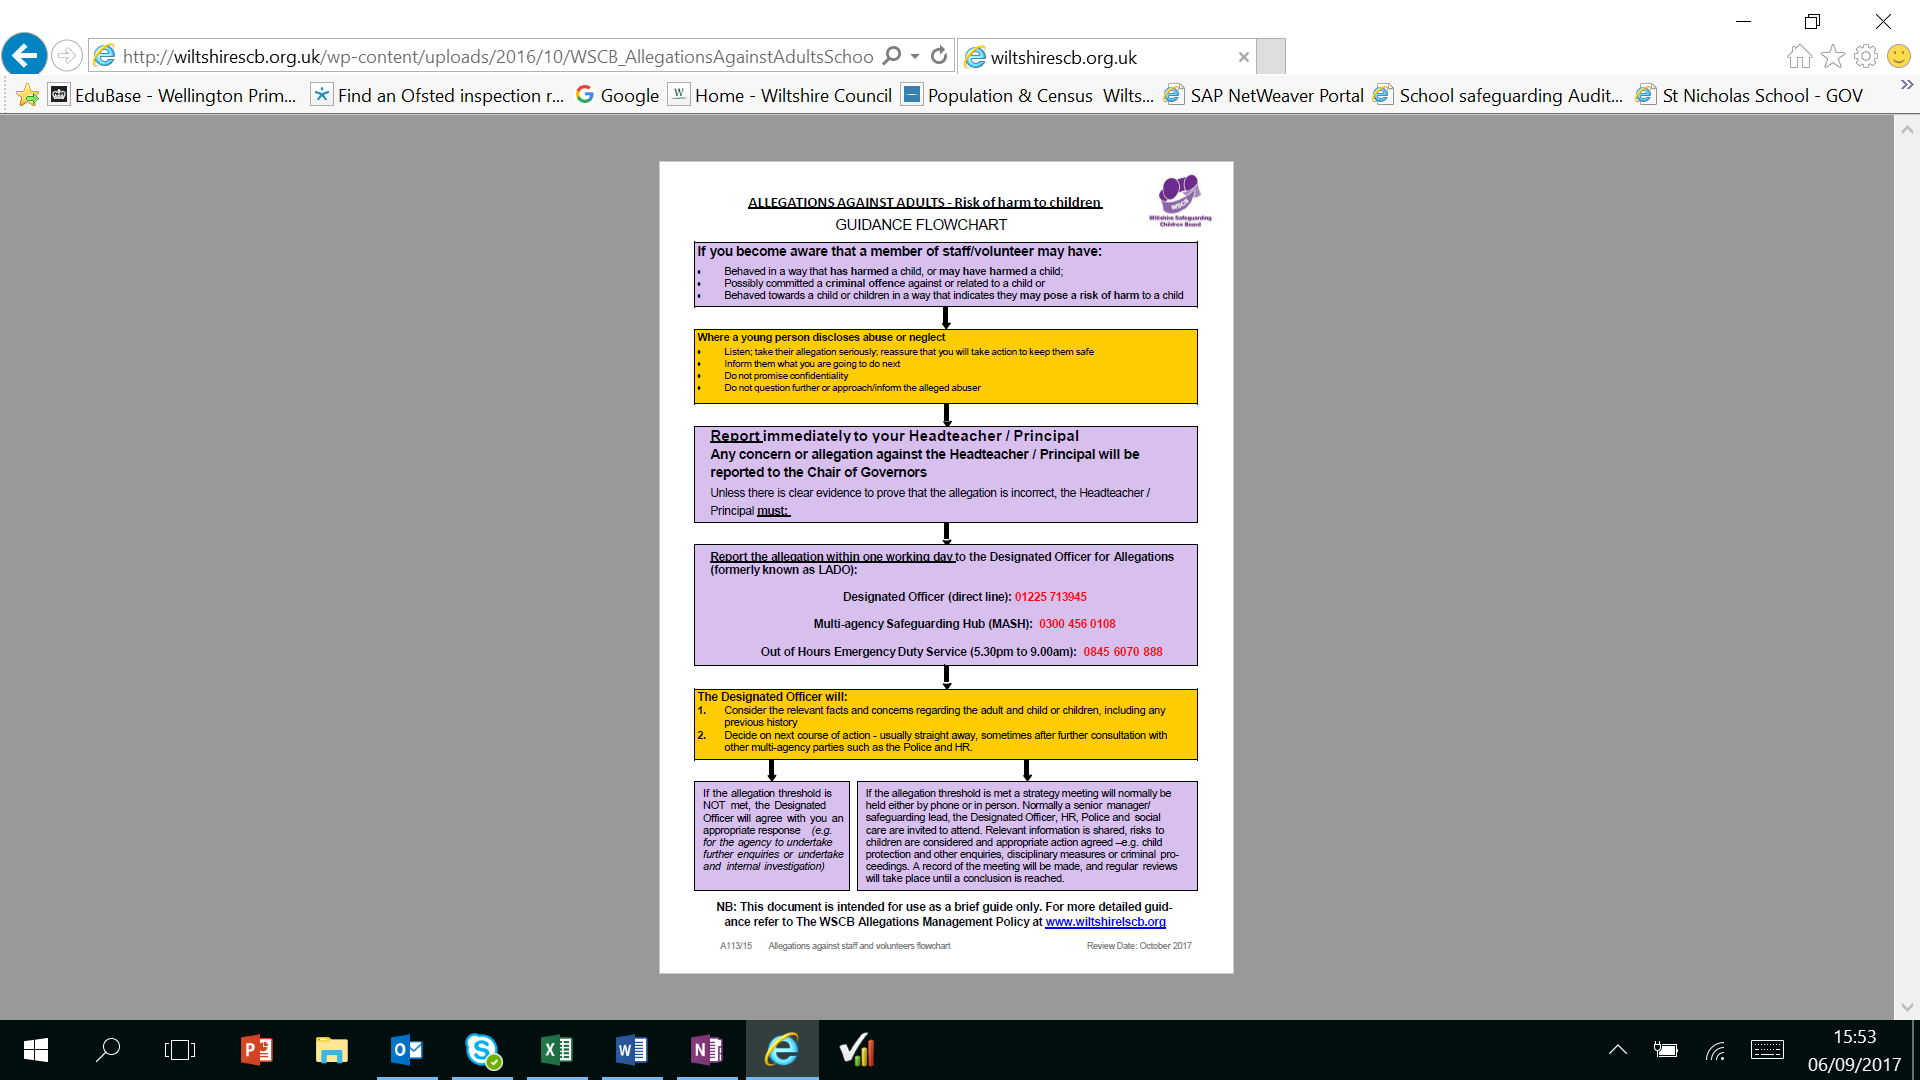 http://wiltshirescb.org.uk/wp-content/uploads/2016/10/WSCB_AllegationsAgainstAdultsSchoo
wiltshirescb.org.uk
EduBase - Wellington Prim... Find an Ofsted inspection r... Google Home - Wiltshire Council Population & Census Wilts... SAP NetWeaver Portal School safeguarding Audit... St Nicholas School - GOV
WSCB
Wiltshire Safeguarding
Children Board
ALLEGATIONS AGAINST ADULTS - Risk of harm to children
GUIDANCE FLOWCHART
If you become aware that a member of staff/volunteer may have:
• Behaved in a way that has harmed a child, or may have harmed a child;
• Possibly committed a criminal offence against or related to a child or
• Behaved towards a child or children in a way that indicates they may pose a risk of harm to a child
Where a young person discloses abuse or neglect
• Listen; take their allegation seriously; reassure that you will take action to keep them safe
• Inform them what you are going to do next
• Do not promise confidentiality
• Do not question further or approach/inform the alleged abuser
Report immediately to your Headteacher / Principal
Any concern or allegation against the Headteacher / Principal will be
reported to the Chair of Governors
Unless there is clear evidence to prove that the allegation is incorrect, the Headteacher /
Principal must:
Report the allegation within one working day to the Designated Officer for Allegations
(formerly known as LADO):
Designated Officer (direct line): 01225 713945
Multi-agency Safeguarding Hub (MASH): 0300 456 0108
Out of Hours Emergency Duty Service (5.30pm to 9.00am): 0845 6070 888
The Designated Officer will:
1. Consider the relevant facts and concerns regarding the adult and child or children, including any
previous history
2. Decide on next course of action - usually straight away, sometimes after further consultation with
other multi-agency parties such as the Police and HR.
If the allegation threshold is
NOT met, the Designated
Officer will agree with you an
appropriate response (e.g.
for the agency to undertake
further enquiries or undertake
and internal investigation)
If the allegation threshold is met a strategy meeting will normally be
held either by phone or in person. Normally a senior manager/
safeguarding lead, the Designated Officer, HR, Police and social
care are invited to attend. Relevant information is shared, risks to
children are considered and appropriate action agreed –e.g. child
protection and other enquiries, disciplinary measures or criminal pro-
ceedings. A record of the meeting will be made, and regular reviews
will take place until a conclusion is reached.
NB: This document is intended for use as a brief guide only. For more detailed guid-
ance refer to The WSCB Allegations Management Policy at www.wiltshirelscb.org
A113/15 Allegations against staff and volunteers flowchart Review Date: October 2017
15:53
06/09/2017